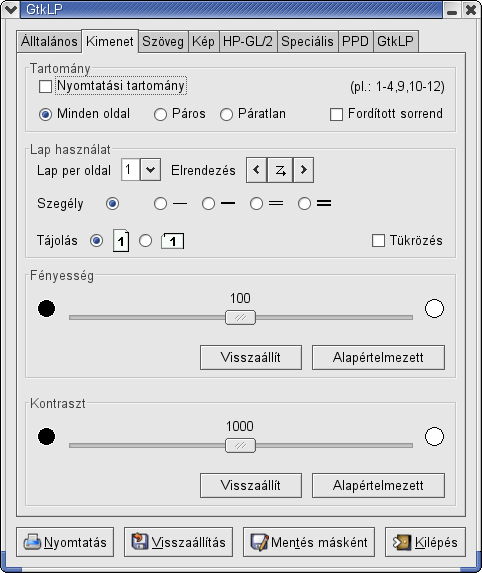 GtkLP
Álltalános Kimenet Szöveg Kép HP-GL/2 Speciális PPD GtkLP
Tartomány
Nyomtatási tartomány (pl.: 1-4,9,10-12)
Minden oldal Páros Páratlan Fordított sorrend
Lap használat
Lap per oldal 1 Elrendezés
Szegély
Tájolás 1 1 Tükrözés
Fényesség
100
Visszaállít Alapértelmezett
Kontraszt
1000
Visszaállít Alapértelmezett
Nyomtatás Visszaállítás Mentés másként Kilépés